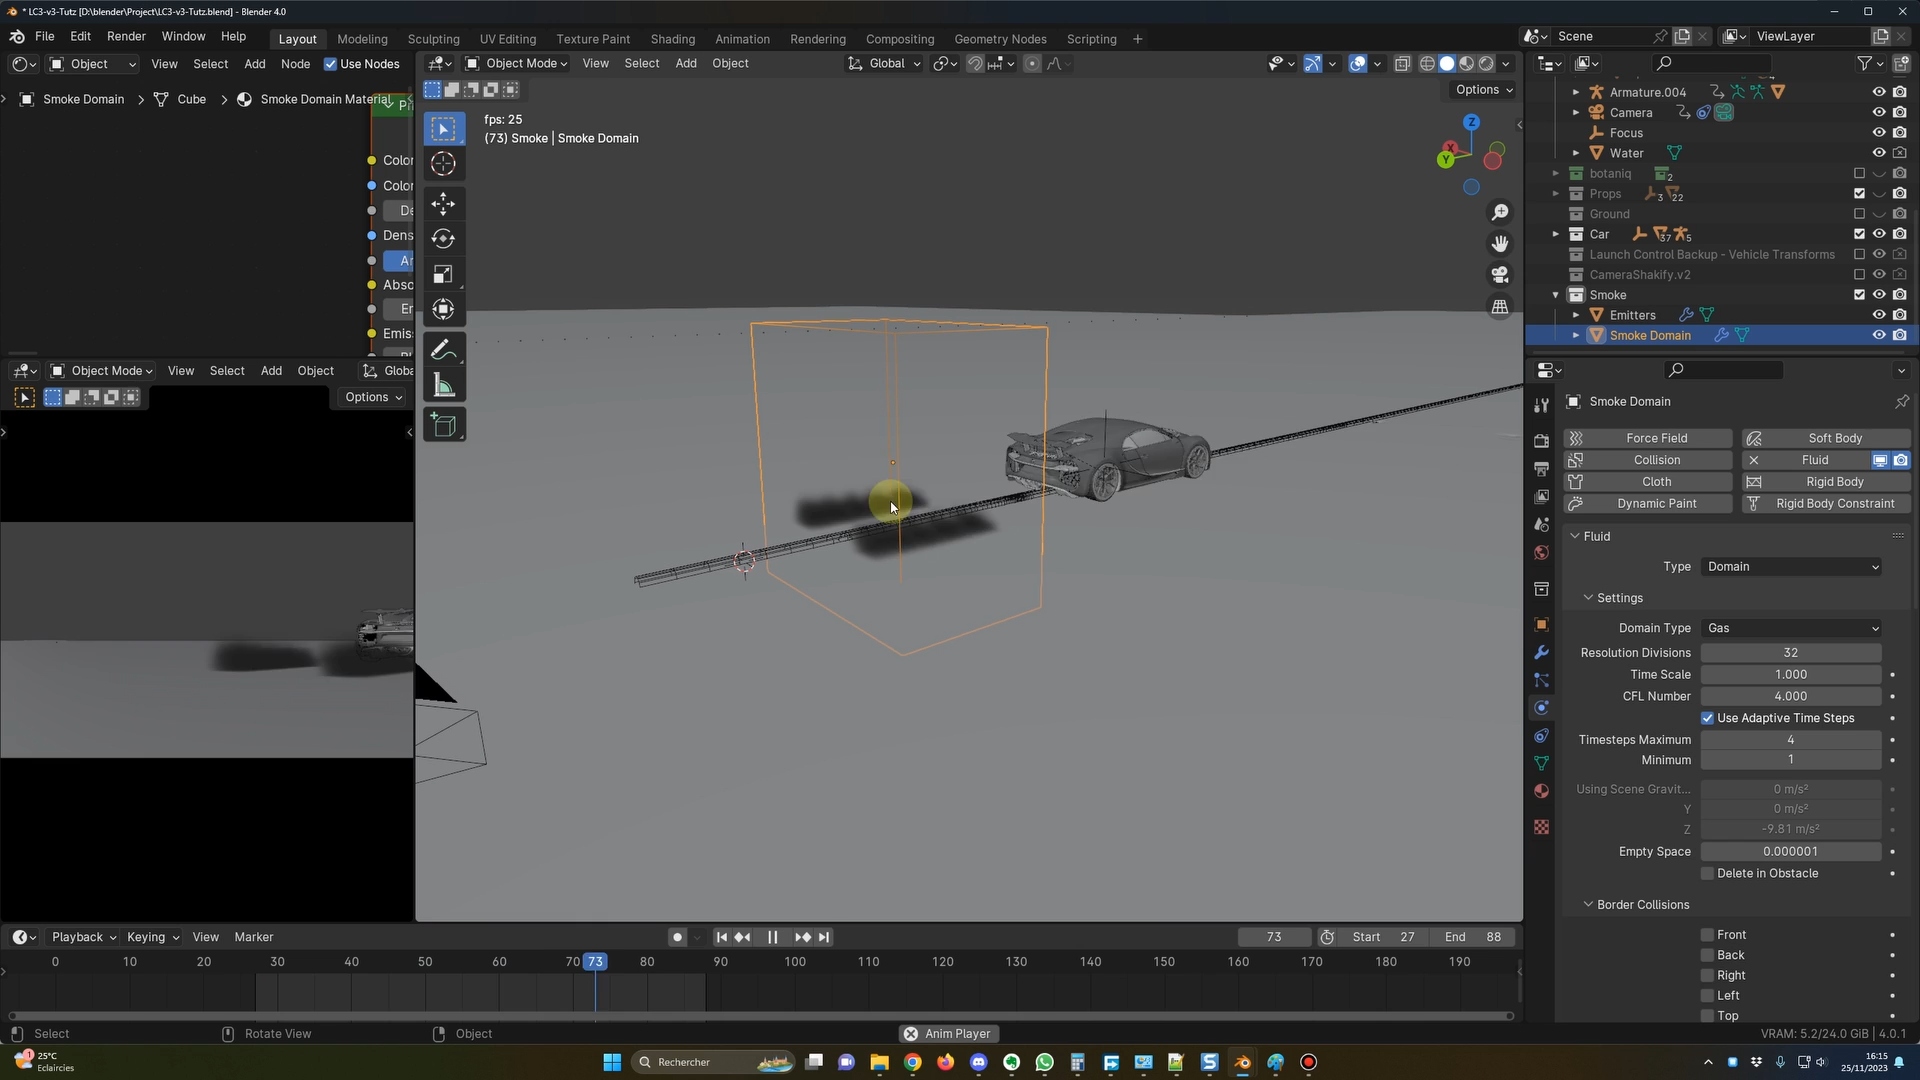 * LC3-v3-Tutz [D:\blender\Project\LC3-v3-Tutz.blend] - Blender 4.0
File Edit Render Window Help
Layout Modeling Sculpting UV Editing Texture Paint Shading Animation Rendering Compositing Geometry Nodes Scripting +
Scene
ViewLayer
Object View Select Add Node Use Nodes
Object Mode View Select Add Object Global
Smoke Domain > Cube > Smoke Domain Material
Options
fps: 25
(73) Smoke | Smoke Domain
Z
X
Y
Pri
Color
Color
De
Dens
An
Abso
En
Emis
Object Mode View Select Add Object Globa
Options
Armature.004
Camera
Focus
Water
botaniq 2
Props 3 22
Ground
Car 37 5
Launch Control Backup - Vehicle Transforms
CameraShakify.v2
Smoke
Emitters
Smoke Domain
Smoke Domain
Force Field Soft Body
Collision Fluid
Cloth Rigid Body
Dynamic Paint Rigid Body Constraint
Fluid
Type Domain
Settings
Domain Type Gas
Resolution Divisions 32
Time Scale 1.000
CFL Number 4.000
Use Adaptive Time Steps
Timesteps Maximum 4
Minimum 1
Using Scene Gravit... 0 m/s²
Y 0 m/s²
Z -9.81 m/s²
Empty Space 0.000001
Delete in Obstacle
Border Collisions
Front
Back
Right
Left
Top
Playback Keying View Marker
73 Start 27 End 88
0 10 20 30 40 50 60 70 73 80 90 100 110 120 130 140 150 160 170 180 190
Select Rotate View Object Anim Player VRAM: 5.2/24.0 GiB | 4.0.1
1 25°C
Eclaircies
Rechercher
16:15
25/11/2023